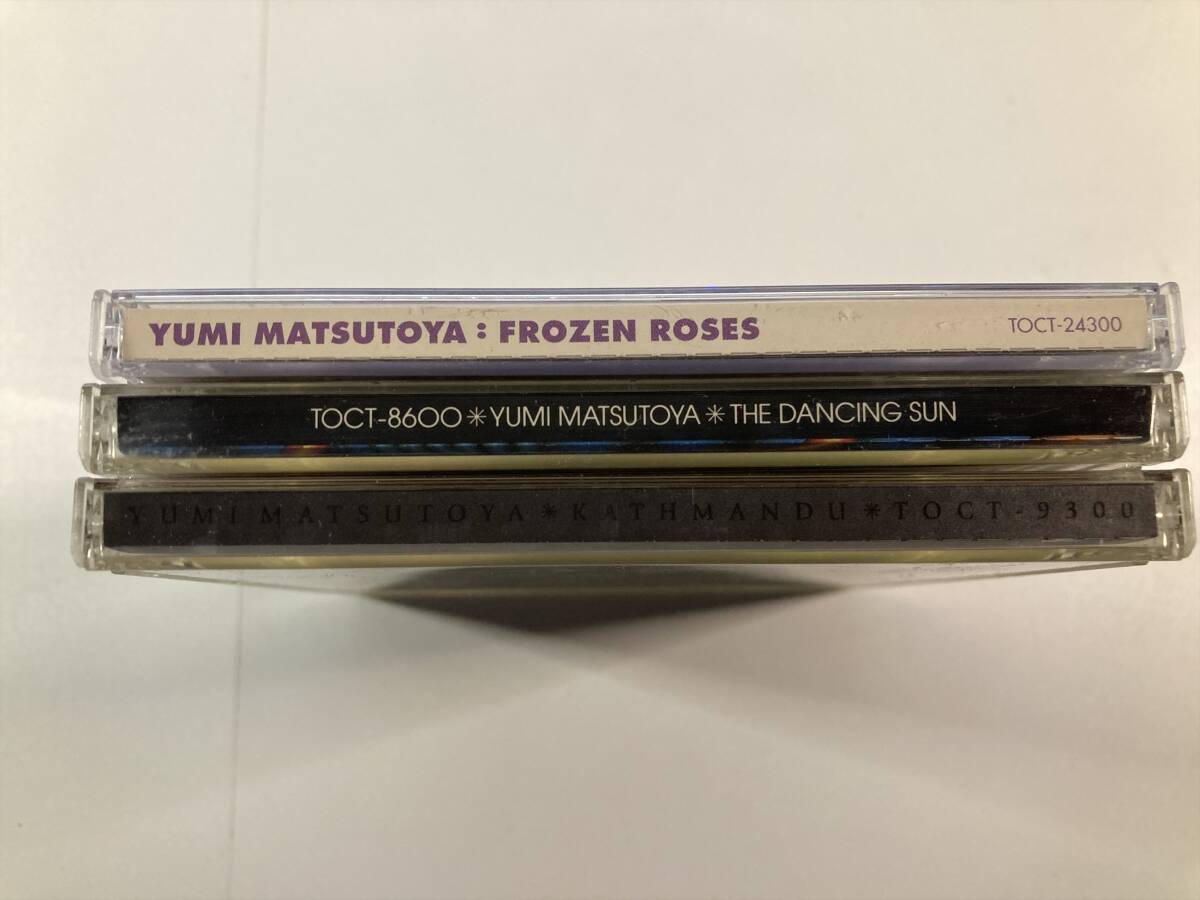 YUMI MATSUTOYA : FROZEN ROSES TOCT-24300
TOCT-8600✳YUMI MATSUTOYA✳THE DANCING SUN
YUMI MATSUTOYA✳KATHMANDU✳TOCT-9300